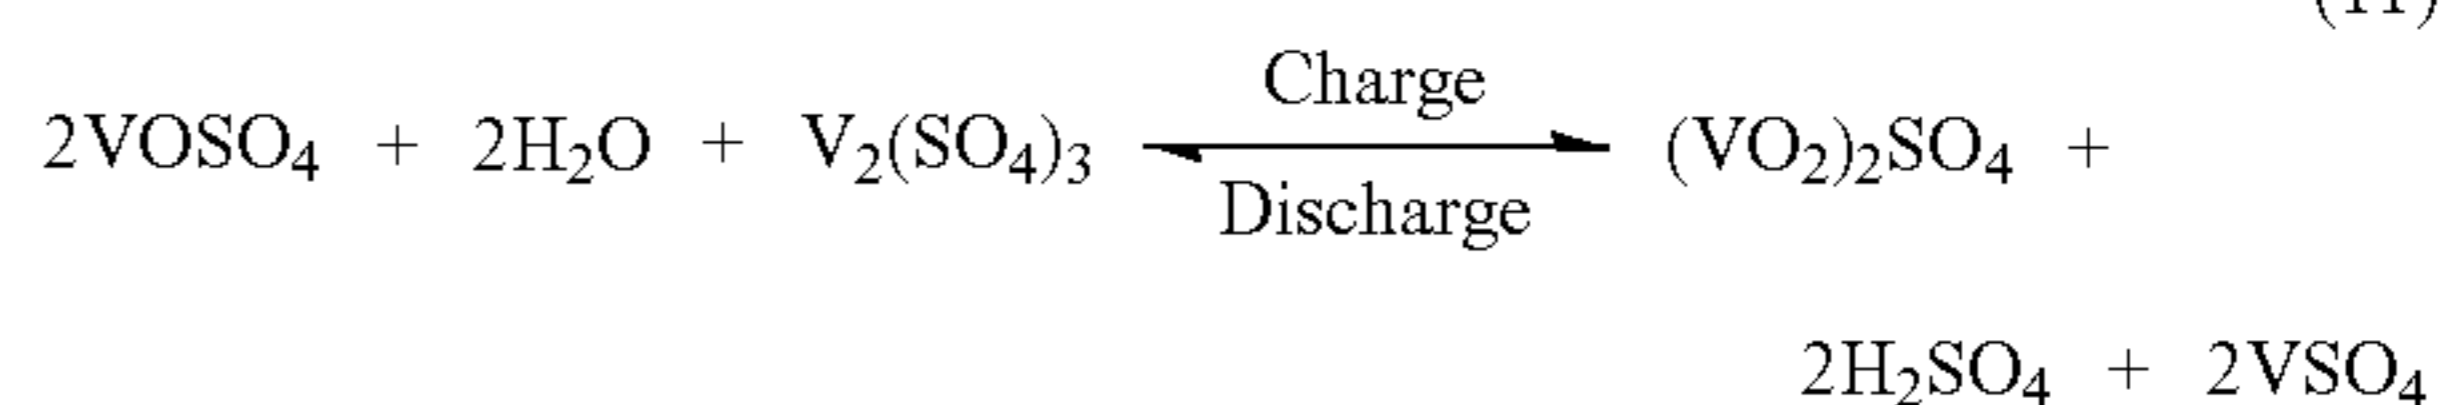 2VOSO₄ + 2H₂O + V₂(SO₄)₃ ⇌ (VO₂)₂SO₄ +
Charge
Discharge
2H₂SO₄ + 2VSO₄